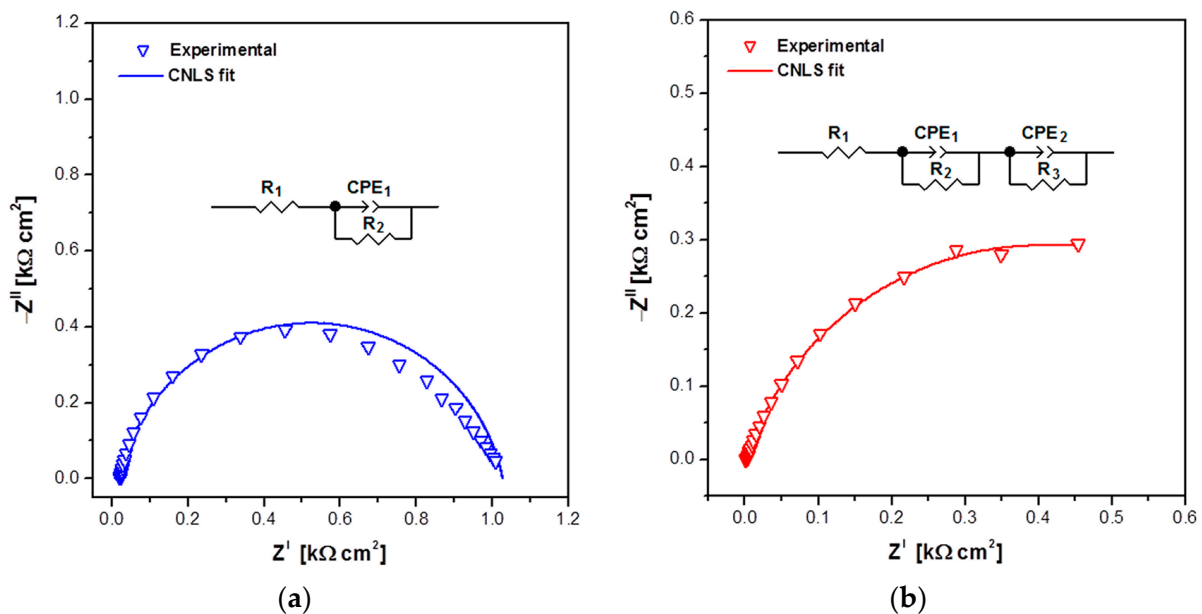 1.2
1.0
0.8
0.6
0.4
0.2
0.0
–Zᴵᴵ [kΩ cm²]
Experimental
CNLS fit
R₁ CPE₁
R₂
0.0 0.2 0.4 0.6 0.8 1.0 1.2
Zᴵ [kΩ cm²]
(a)
0.6
0.5
0.4
0.3
0.2
0.1
0.0
–Zᴵᴵ [kΩ cm²]
Experimental
CNLS fit
R₁ CPE₁ CPE₂
R₂ R₃
0.0 0.1 0.2 0.3 0.4 0.5 0.6
Zᴵ [kΩ cm²]
(b)